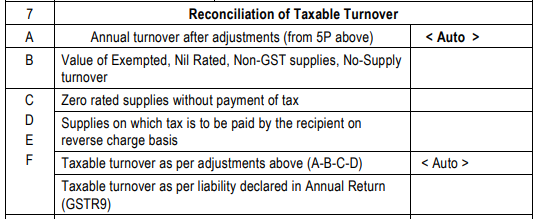 7 Reconciliation of Taxable Turnover
A Annual turnover after adjustments (from 5P above) < Auto >
B Value of Exempted, Nil Rated, Non-GST supplies, No-Supply
turnover
C Zero rated supplies without payment of tax
D Supplies on which tax is to be paid by the recipient on
E reverse charge basis
F Taxable turnover as per adjustments above (A-B-C-D) < Auto >
Taxable turnover as per liability declared in Annual Return
(GSTR9)